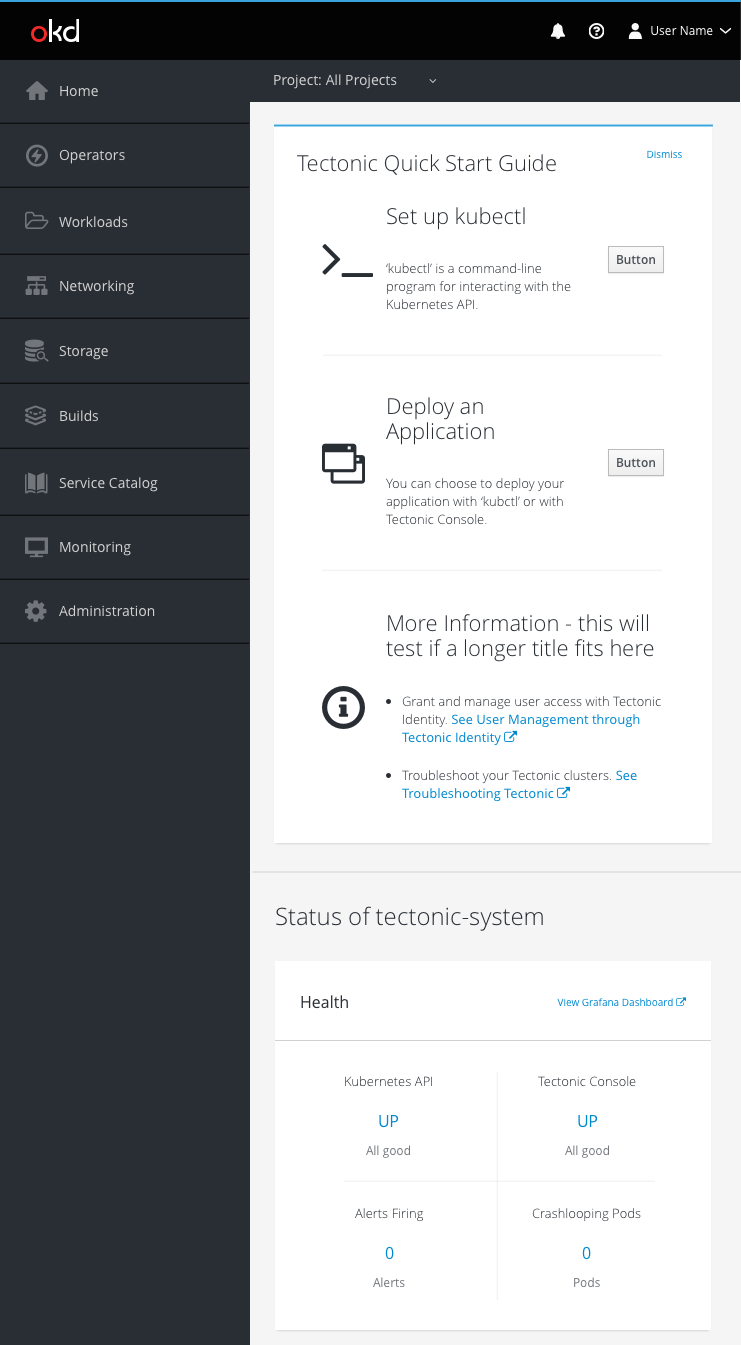 okd
User Name
Project: All Projects
Home
Operators
Workloads
Networking
Storage
Builds
Service Catalog
Monitoring
Administration
Tectonic Quick Start Guide
Dismiss
Set up kubectl
‘kubectl’ is a command-line
program for interacting with the
Kubernetes API.
Button
Deploy an
Application
You can choose to deploy your
application with ‘kubctl’ or with
Tectonic Console.
Button
More Information - this will
test if a longer title fits here
Grant and manage user access with Tectonic
Identity. See User Management through
Tectonic Identity
Troubleshoot your Tectonic clusters. See
Troubleshooting Tectonic
Status of tectonic-system
Health
View Grafana Dashboard
Kubernetes API
UP
All good
Tectonic Console
UP
All good
Alerts Firing
0
Alerts
Crashlooping Pods
0
Pods